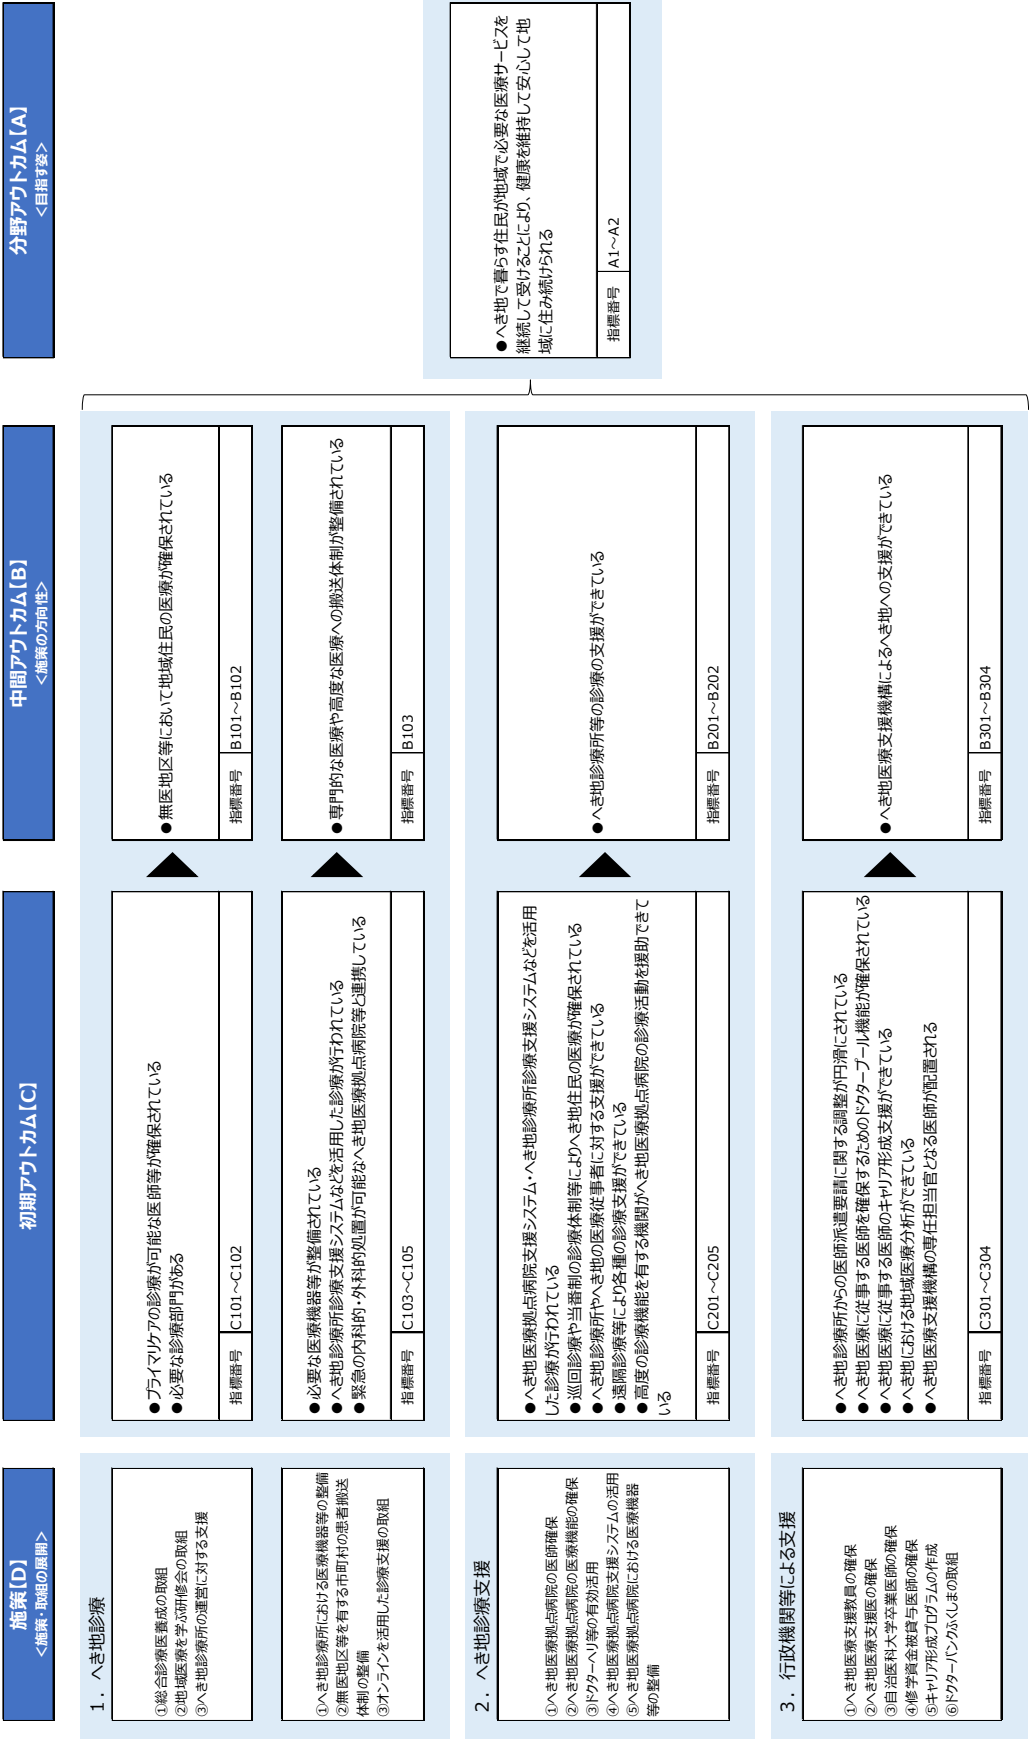 施策【D】
<施策・取組の展開>
初期アウトカム【C】
中間アウトカム【B】
<施策の方向性>
分野アウトカム【A】
<目指す姿>
1．へき地診療
①総合診療医養成の取組
②地域医療を学ぶ研修会の取組
③へき地診療所の運営に対する支援
●プライマリケアの診療が可能な医師等が確保されている
●必要な診療部門がある
指標番号 C101～C102
●無医地区等において地域住民の医療が確保されている
指標番号 B101～B102
①へき地診療所における医療機器等の整備
②無医地区等を有する市町村の患者搬送
体制の整備
③オンラインを活用した診療支援の取組
●必要な医療機器等が整備されている
●へき地診療所診療支援システムなどを活用した診療が行われている
●緊急の内科的・外科的処置が可能なへき地医療拠点病院等と連携している
指標番号 C103～C105
●専門的な医療や高度な医療への搬送体制が整備されている
指標番号 B103
2．へき地診療支援
①へき地医療拠点病院の医師確保
②へき地医療拠点病院の医療機能の確保
③ドクターヘリ等の有効活用
④へき地医療拠点病院支援システムの活用
⑤へき地医療拠点病院における医療機器
等の整備
●へき地医療拠点病院支援システム・へき地診療所診療支援システムなどを活用
した診療が行われている
●巡回診療や当番制の診療体制等によりへき地住民の医療が確保されている
●へき地診療所やへき地の医療従事者に対する支援ができている
●遠隔診療等により各種の診療支援ができている
●高度の診療機能を有する機関がへき地医療拠点病院の診療活動を援助できて
いる
指標番号 C201～C205
●へき地診療所等の診療の支援ができている
指標番号 B201～B202
3．行政機関等による支援
①へき地医療支援教員の確保
②へき地医療支援医の確保
③自治医科大学卒業医師の確保
④修学資金被貸与医師の確保
⑤キャリア形成プログラムの作成
⑥ドクターバンクふくしまの取組
●へき地診療所からの医師派遣要請に関する調整が円滑にされている
●へき地医療に従事する医師を確保するためのドクタープール機能が確保されている
●へき地医療に従事する医師のキャリア形成支援ができている
●へき地における地域医療分析ができている
●へき地医療支援機構の専任担当官となる医師が配置される
指標番号 C301～C304
●へき地医療支援機構によるへき地への支援ができている
指標番号 B301～B304
●へき地で暮らす住民が地域で必要な医療サービスを
継続して受けることにより、健康を維持して安心して地
域に住み続けられる
指標番号 A1～A2